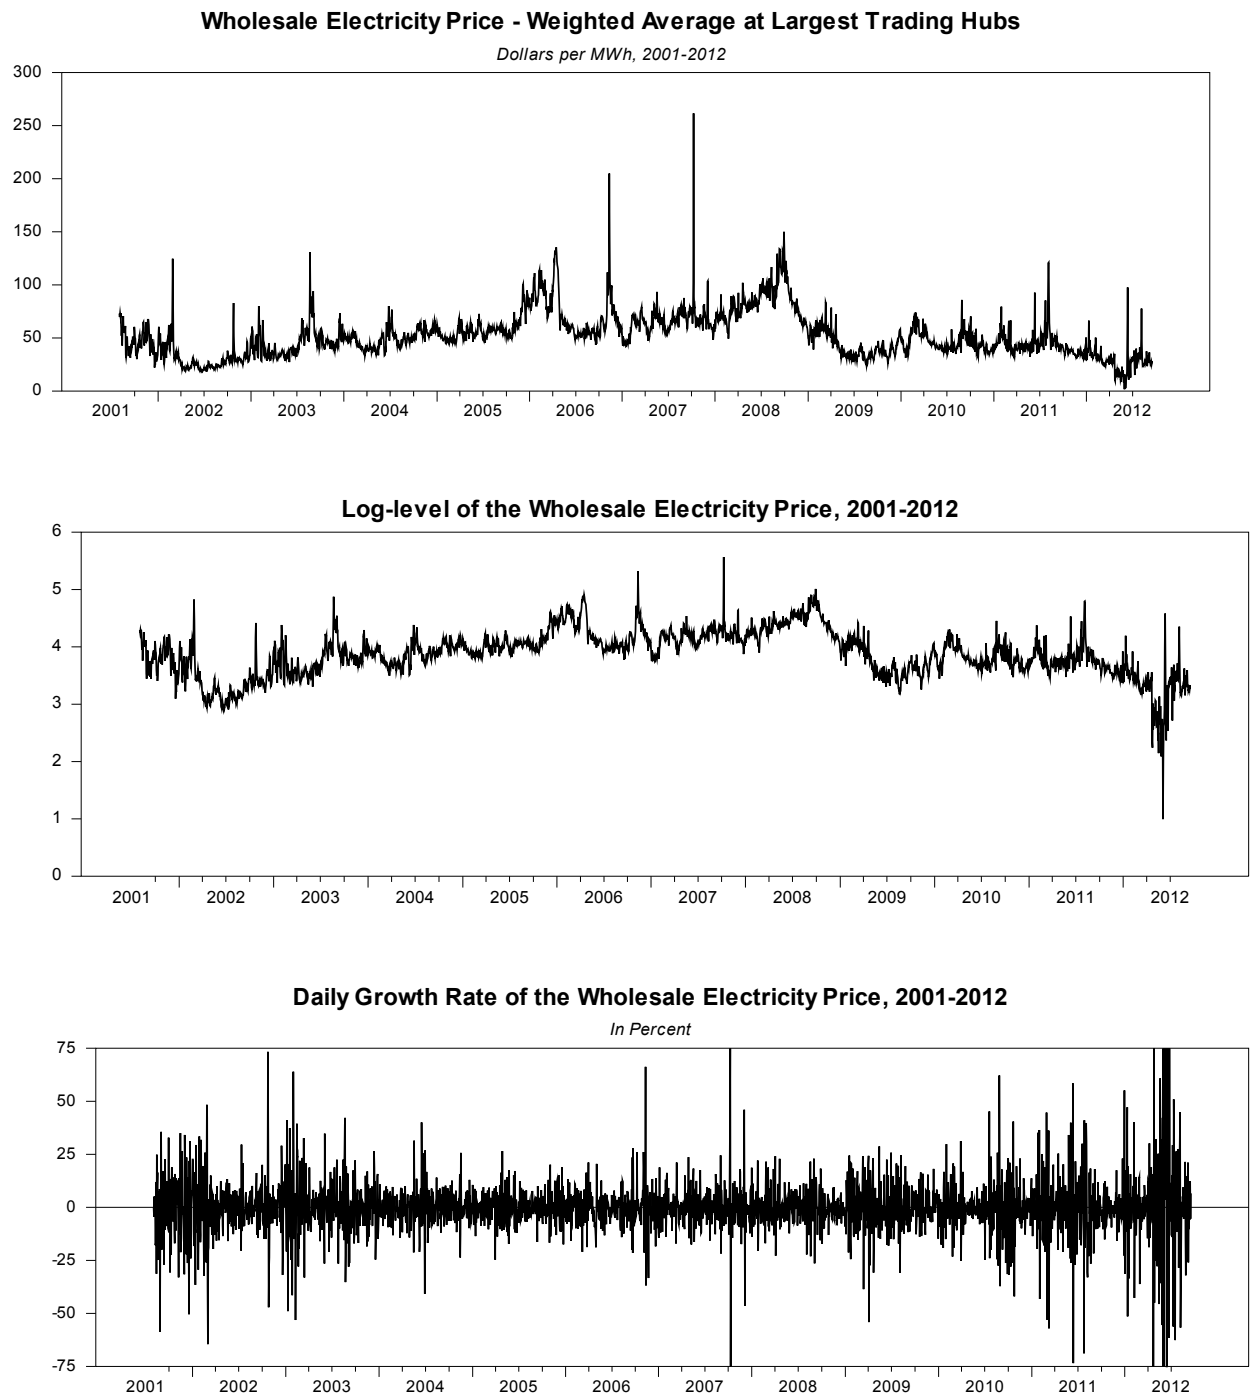 Wholesale Electricity Price - Weighted Average at Largest Trading Hubs
Dollars per MWh, 2001-2012
300
250
200
150
100
50
0
2001 2002 2003 2004 2005 2006 2007 2008 2009 2010 2011 2012
Log-level of the Wholesale Electricity Price, 2001-2012
6
5
4
3
2
1
0
2001 2002 2003 2004 2005 2006 2007 2008 2009 2010 2011 2012
Daily Growth Rate of the Wholesale Electricity Price, 2001-2012
In Percent
75
50
25
0
-25
-50
-75
2001 2002 2003 2004 2005 2006 2007 2008 2009 2010 2011 2012